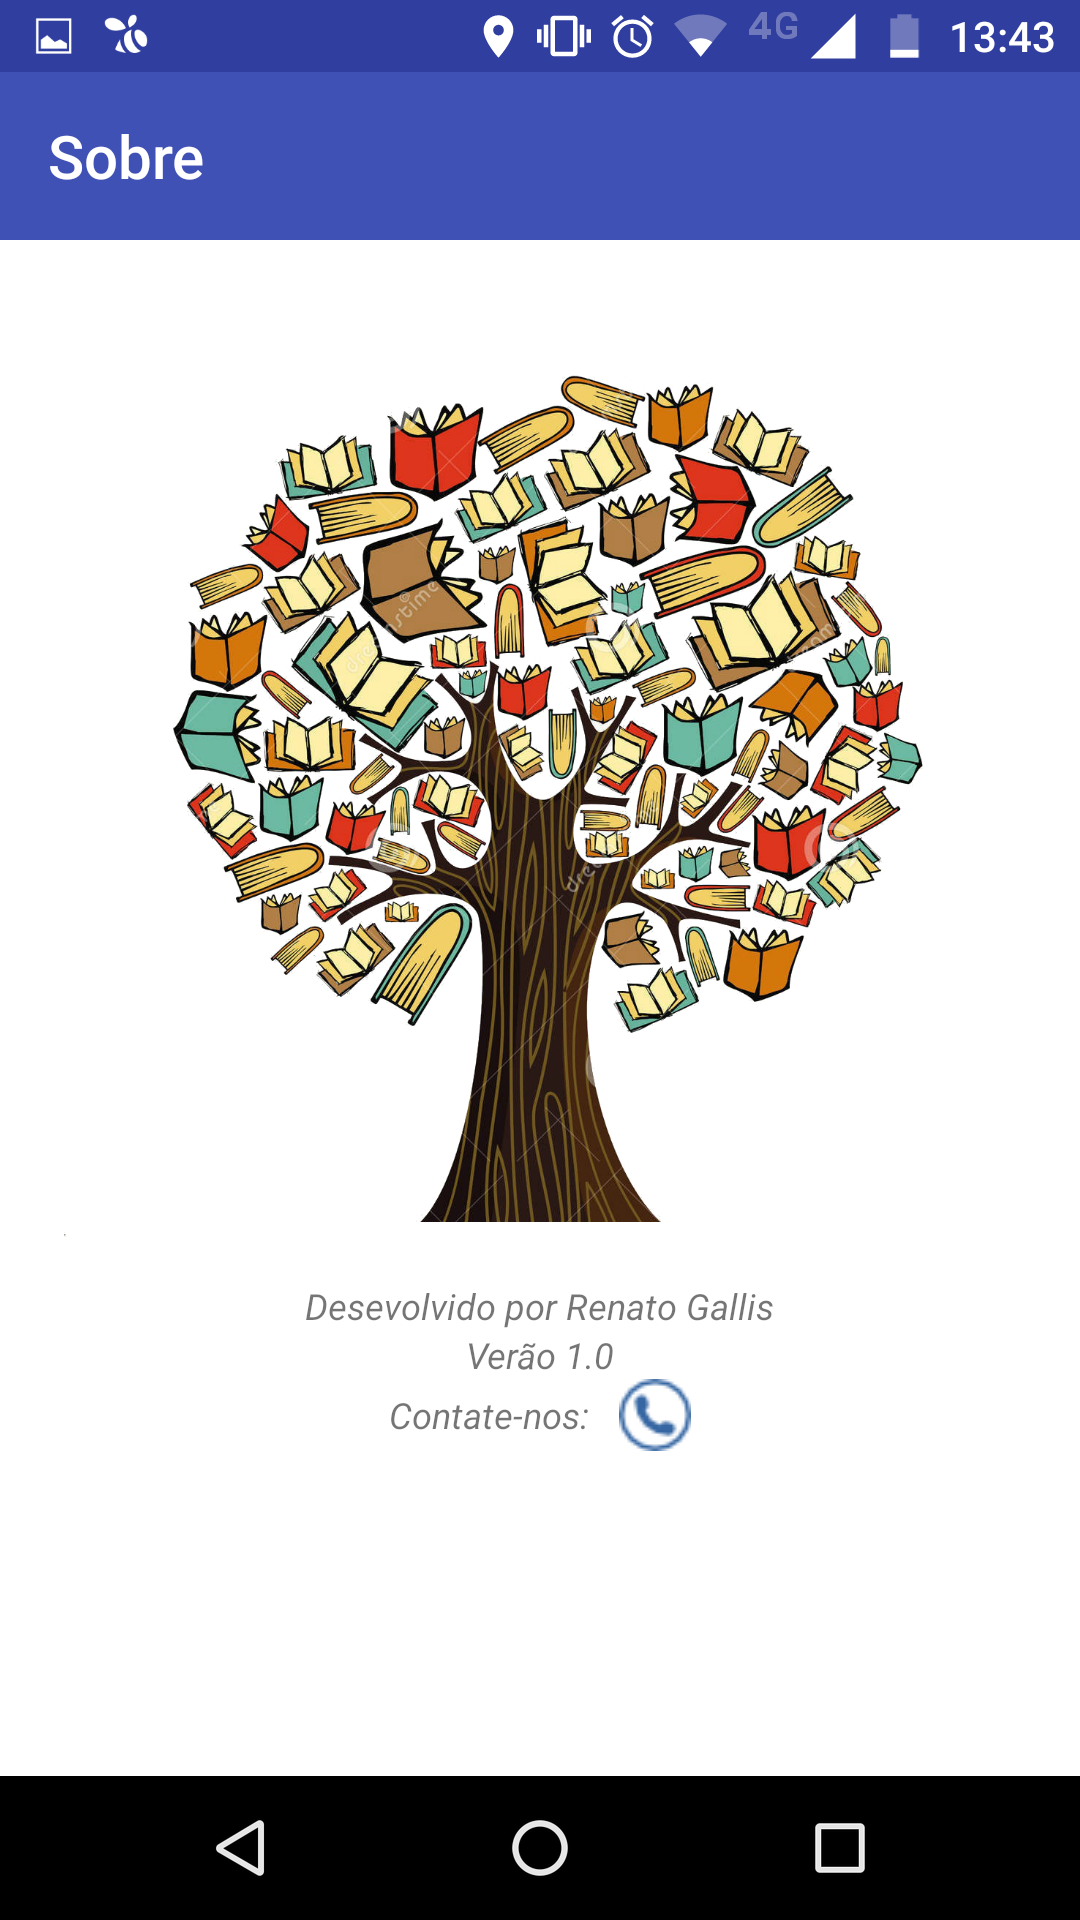 4G 13:43
Sobre
Desevolvido por Renato Gallis
Verão 1.0
Contate-nos: